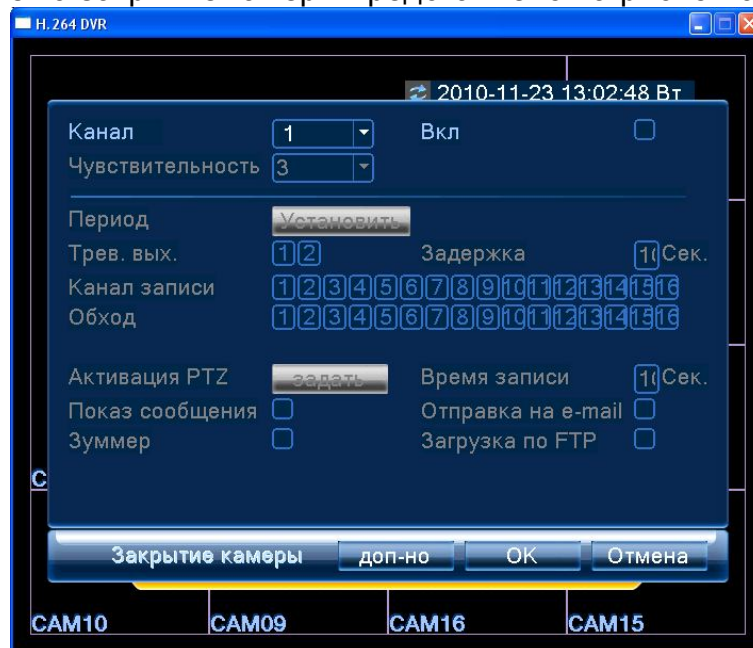 H.264 DVR
2010-11-23 13:02:48 Вт
Канал 1 Вкл
Чувствительность 3
Период Установить
Трев. вых. 1 2 Задержка 10 Сек.
Канал записи 1 2 3 4 5 6 7 8 9 10 11 12 13 14 15 16
Обход 1 2 3 4 5 6 7 8 9 10 11 12 13 14 15 16
Активация PTZ задать Время записи 10 Сек.
Показ сообщения Отправка на e-mail
Зуммер Загрузка по FTP
Закрытие камеры доп-но OK Отмена
CAM10 CAM09 CAM16 CAM15